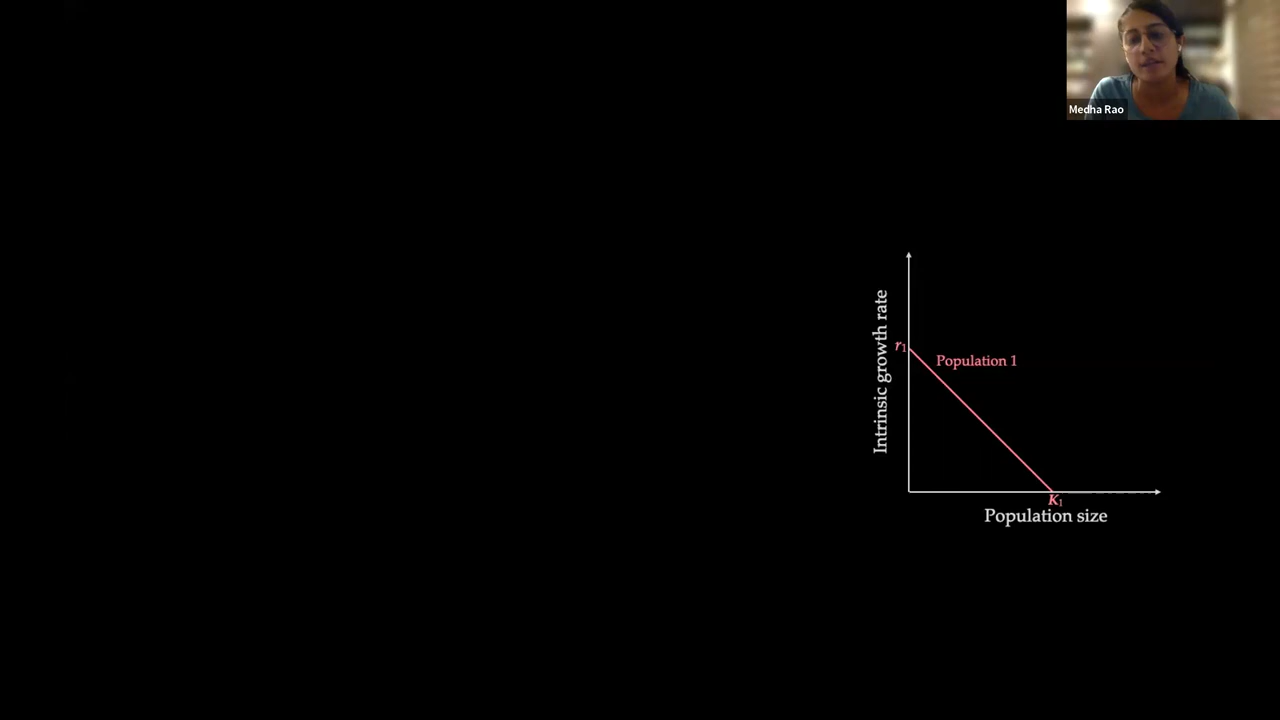 Medha Rao
Intrinsic growth rate
r₁
Population 1
K₁
Population size